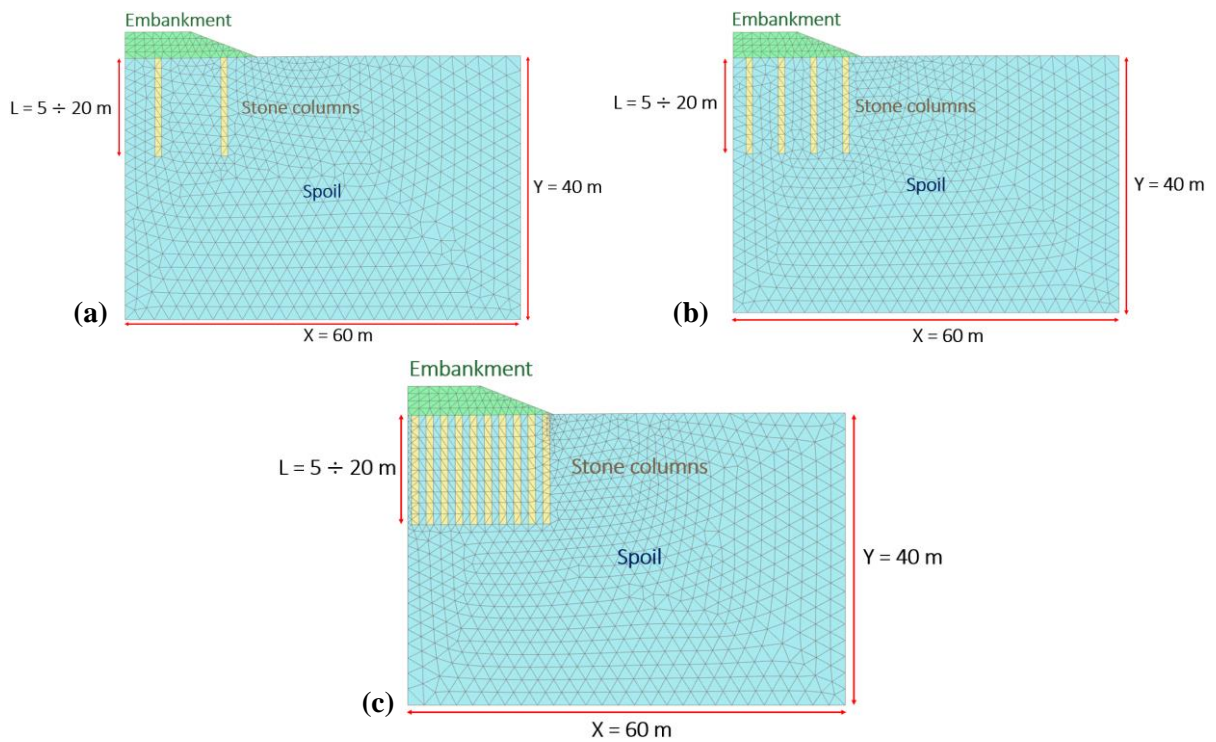 Embankment
L = 5 ÷ 20 m
Stone columns
Spoil
Y = 40 m
(a)
X = 60 m
Embankment
L = 5 ÷ 20 m
Stone columns
Spoil
Y = 40 m
(b)
X = 60 m
Embankment
L = 5 ÷ 20 m
Stone columns
Spoil
Y = 40 m
(c)
X = 60 m